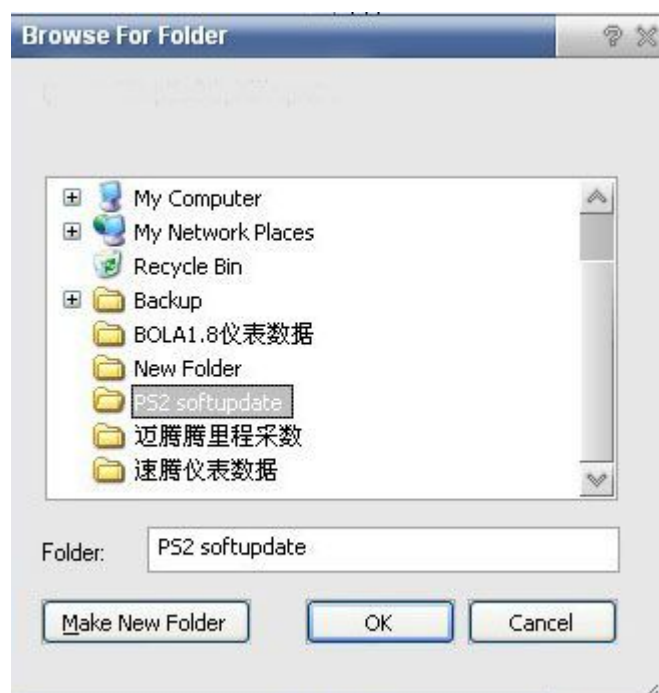 Browse For Folder
My Computer
My Network Places
Recycle Bin
Backup
BOLA1.8仪表数据
New Folder
PS2 softupdate
迈腾腾里程采数
速腾仪表数据
Folder: PS2 softupdate
Make New Folder OK Cancel